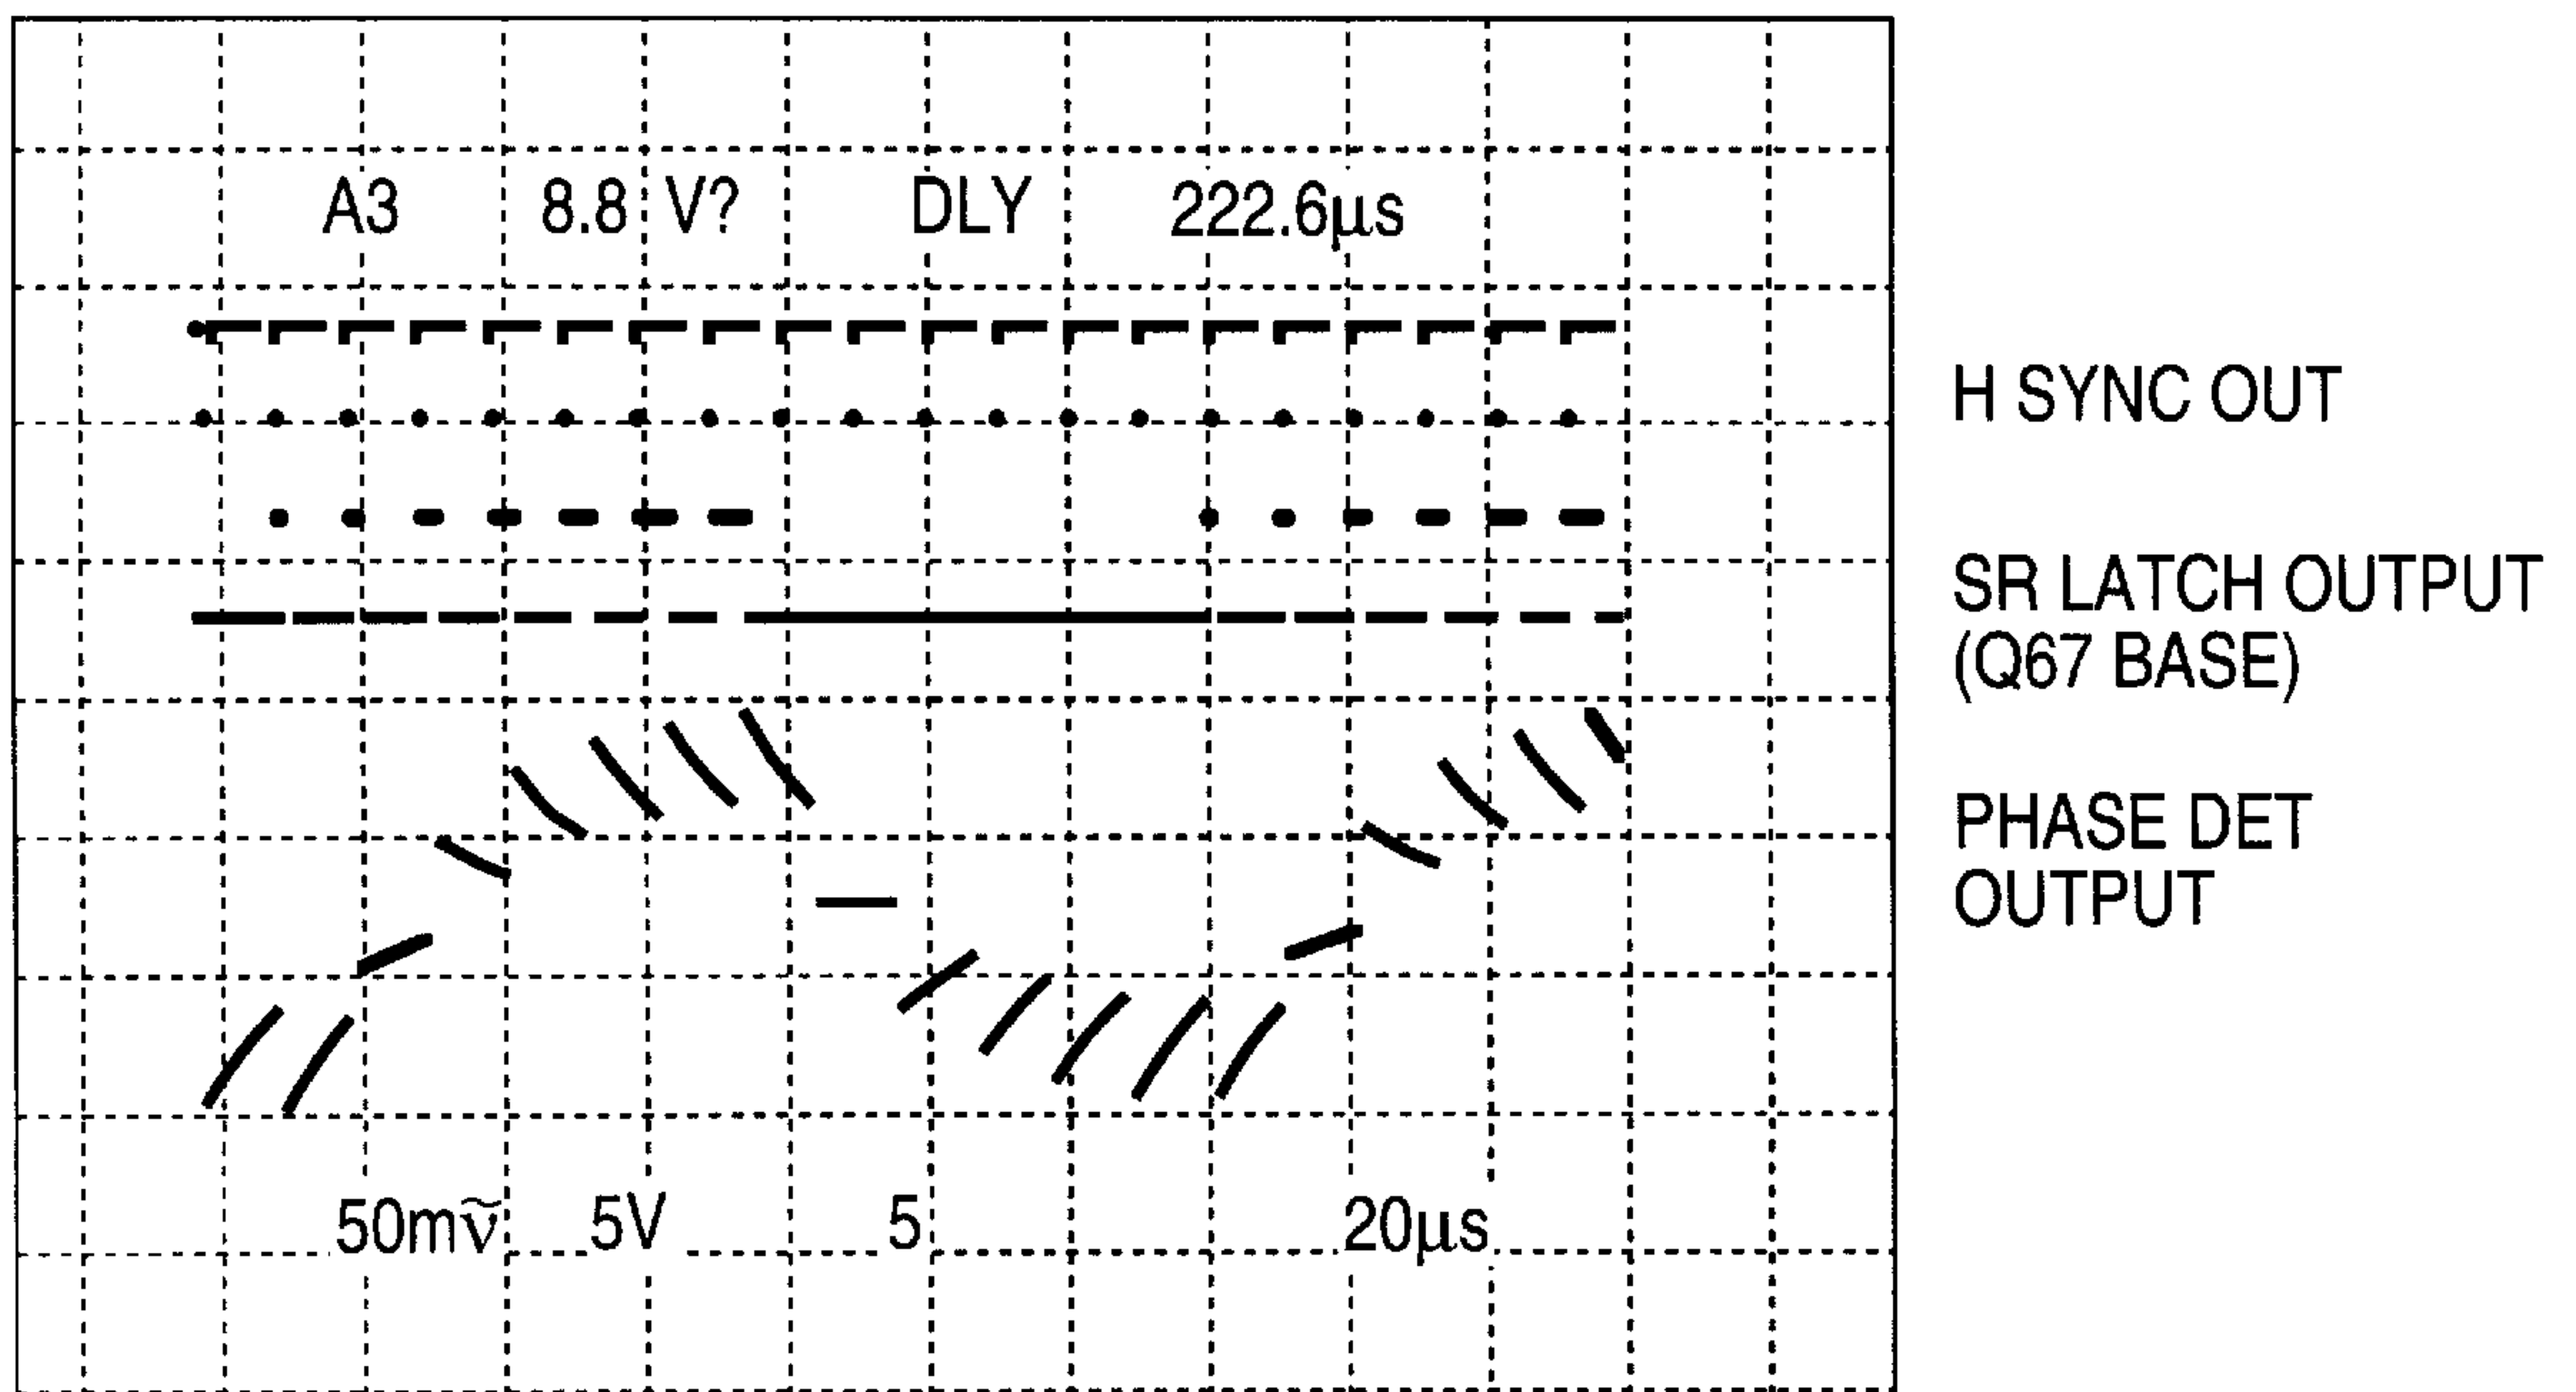 A3 8.8 V? DLY 222.6µs
H SYNC OUT
SR LATCH OUTPUT
(Q67 BASE)
PHASE DET
OUTPUT
50mṽ 5V 5 20µs